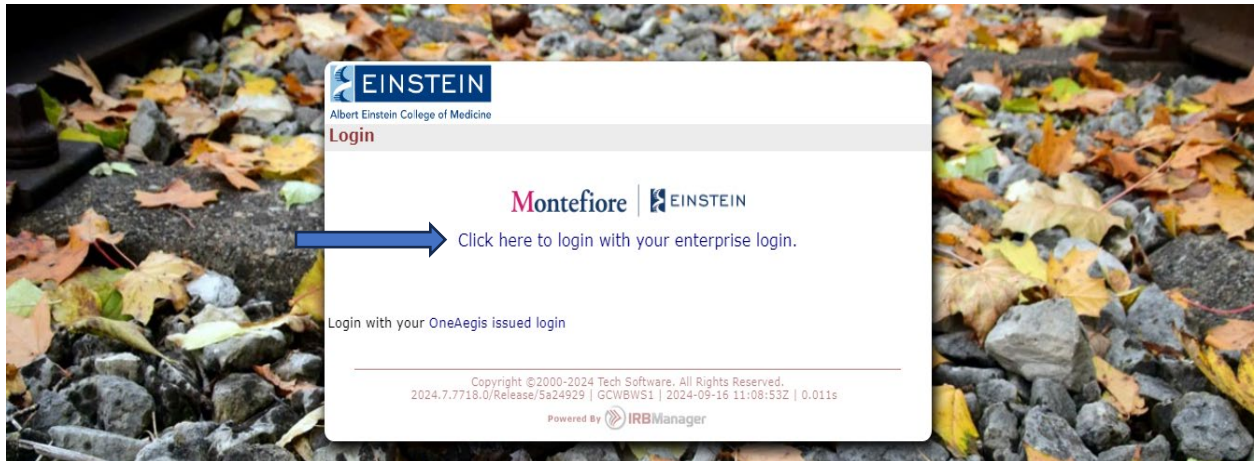 EINSTEIN
Albert Einstein College of Medicine
Login
Montefiore | EINSTEIN
Click here to login with your enterprise login.
Login with your OneAegis issued login
Copyright ©2000-2024 Tech Software. All Rights Reserved.
2024.7.7718.0/Release/5a24929 | GCWBWS1 | 2024-09-16 11:08:53Z | 0.011s
Powered By IRBManager